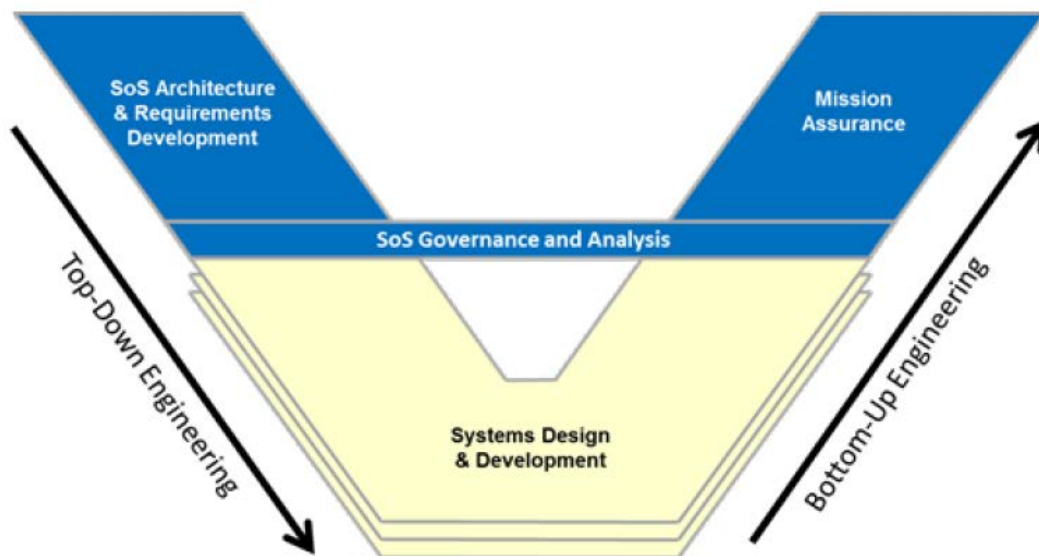 SoS Architecture
& Requirements
Development
Mission
Assurance
SoS Governance and Analysis
Top-Down Engineering
Bottom-Up Engineering
Systems Design
& Development